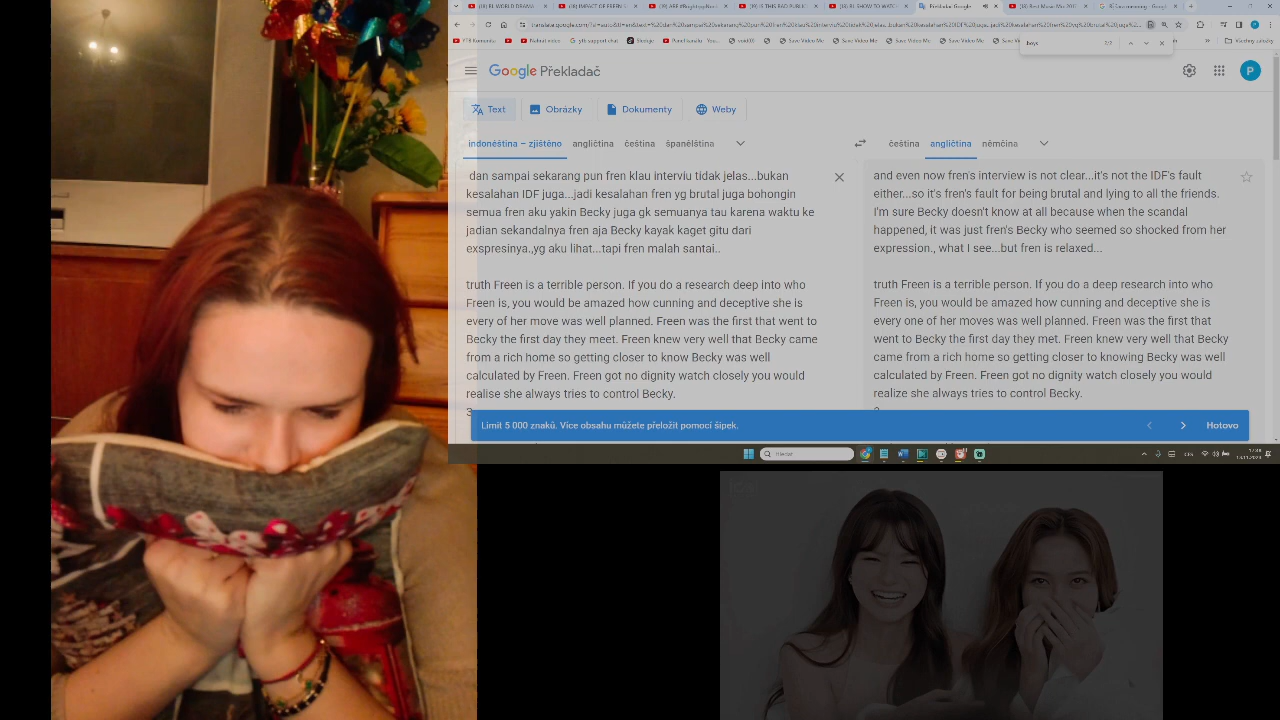 boys
2/2
Všechny záložky
Google Překladač
P
Text
Obrázky
Dokumenty
Weby
indonéština – zjištěno
angličtina
čeština
španělština
čeština
angličtina
němčina
dan sampai sekarang pun fren klau interviu tidak jelas...bukan
kesalahan IDF juga...jadi kesalahan fren yg brutal juga bohongin
semua fren aku yakin Becky juga gk semuanya tau karena waktu ke
jadian sekandalnya fren aja Becky kayak kaget gitu dari
exspresinya.,yg aku lihat...tapi fren malah santai..
truth Freen is a terrible person. If you do a research deep into who
Freen is, you would be amazed how cunning and deceptive she is
every of her move was well planned. Freen was the first that went to
Becky the first day they meet. Freen knew very well that Becky came
from a rich home so getting closer to know Becky was well
calculated by Freen. Freen got no dignity watch closely you would
realise she always tries to control Becky.
3
and even now fren's interview is not clear...it's not the IDF's fault
either...so it's fren's fault for being brutal and lying to all the friends.
I'm sure Becky doesn't know at all because when the scandal
happened, it was just fren's Becky who seemed so shocked from her
expression., what I see...but fren is relaxed...
truth Freen is a terrible person. If you do a deep research into who
Freen is, you would be amazed how cunning and deceptive she is
every one of her moves was well planned. Freen was the first that
went to Becky the first day they meet. Freen knew very well that Becky
came from a rich home so getting closer to knowing Becky was well
calculated by Freen. Freen got no dignity watch closely you would
realize she always tries to control Becky.
Limit 5 000 znaků. Více obsahu můžete přeložit pomocí šipek.
Hotovo
Hledat